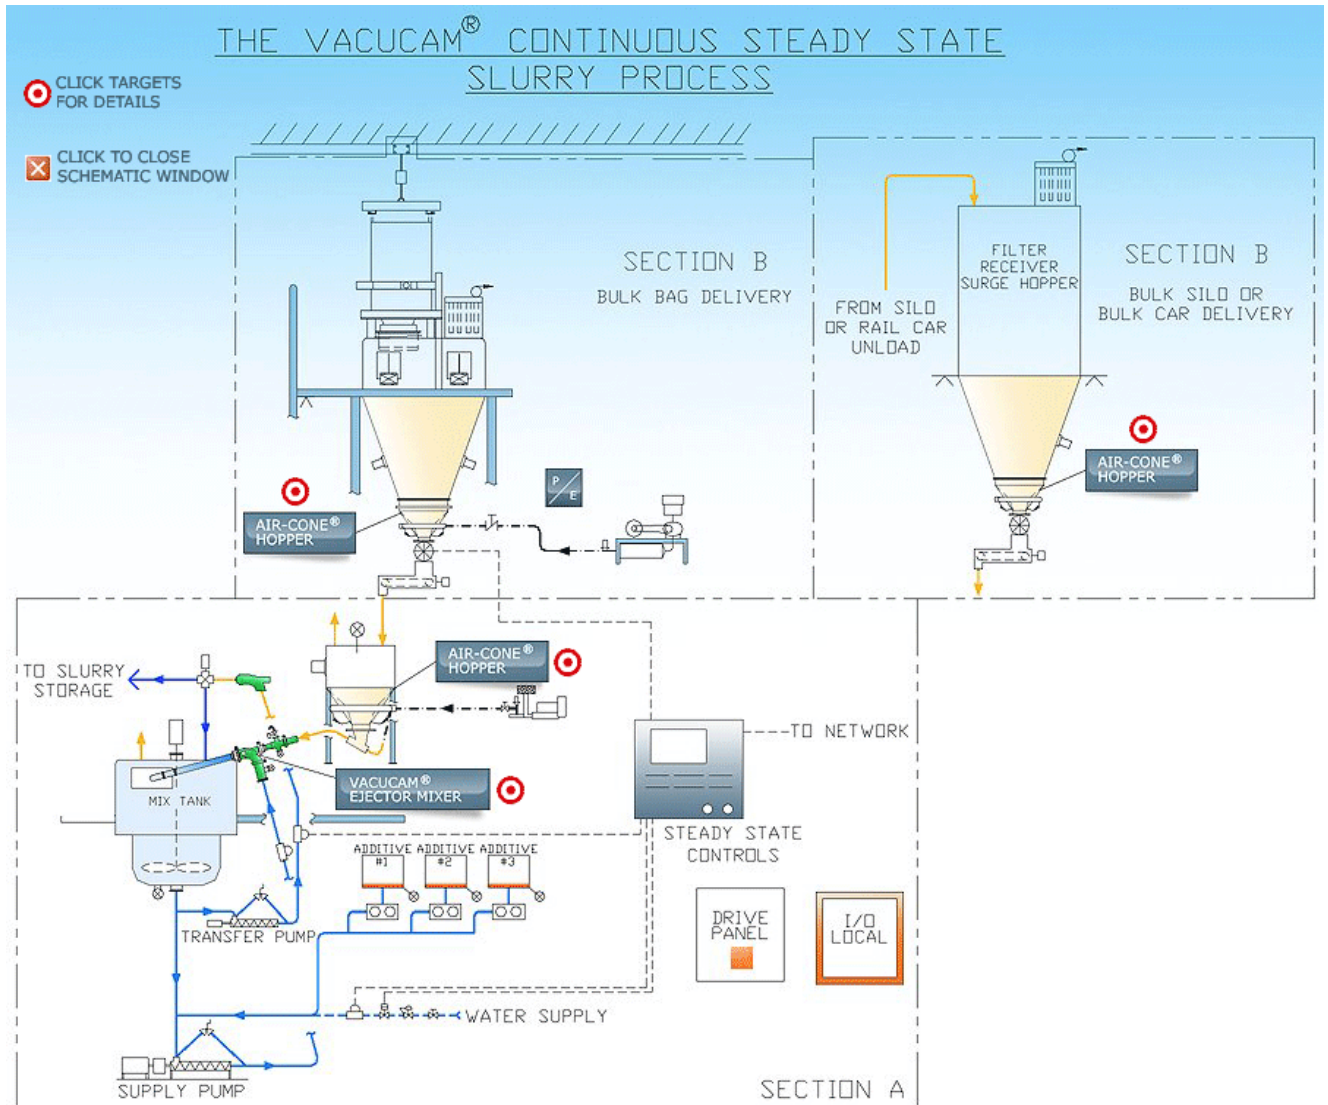 THE VACUCAM® CONTINUOUS STEADY STATE
SLURRY PROCESS
CLICK TARGETS
FOR DETAILS
CLICK TO CLOSE
SCHEMATIC WINDOW
SECTION B
BULK BAG DELIVERY
FROM SILO
OR RAIL CAR
UNLOAD
FILTER
RECEIVER
SURGE HOPPER
SECTION B
BULK SILO OR
BULK CAR DELIVERY
AIR-CONE®
HOPPER
P/E
AIR-CONE®
HOPPER
AIR-CONE®
HOPPER
TO SLURRY
STORAGE
VACUCAM®
EJECTOR MIXER
MIX TANK
TO NETWORK
STEADY STATE
CONTROLS
ADDITIVE
#1
ADDITIVE
#2
ADDITIVE
#3
DRIVE
PANEL
I/O
LOCAL
TRANSFER PUMP
WATER SUPPLY
SUPPLY PUMP
SECTION A